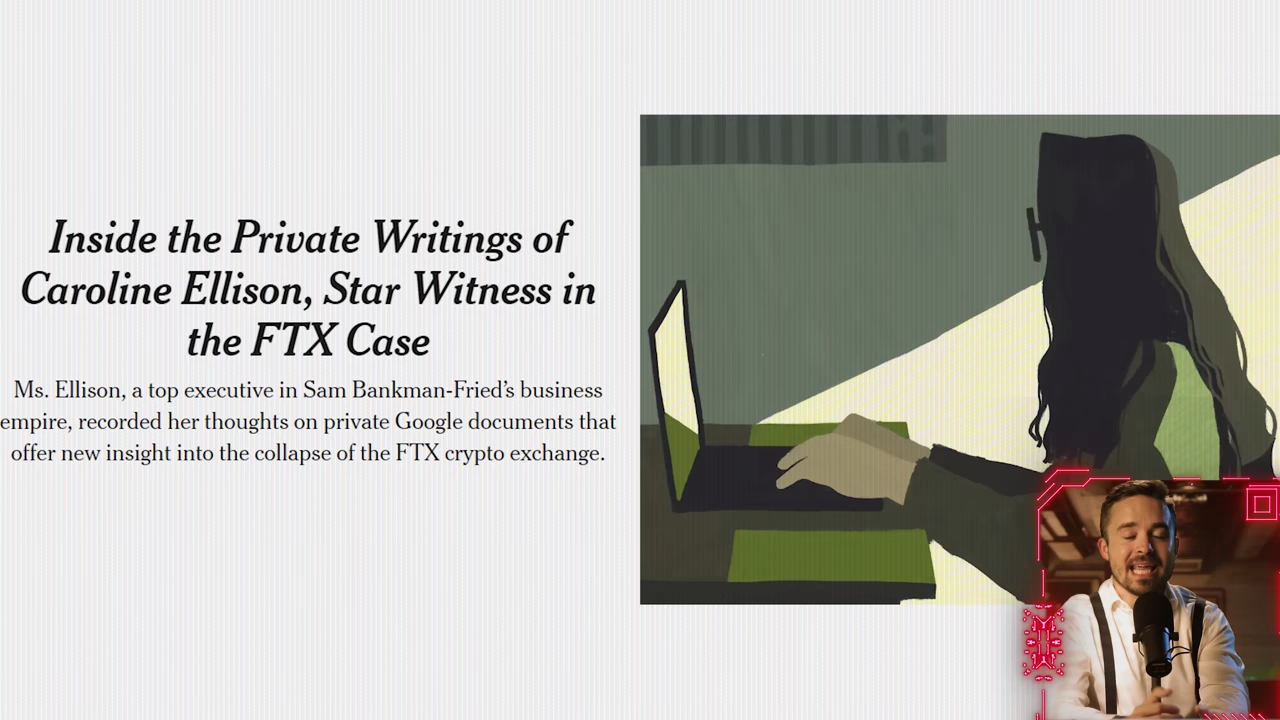 Inside the Private Writings of
Caroline Ellison, Star Witness in
the FTX Case
Ms. Ellison, a top executive in Sam Bankman-Fried’s business
empire, recorded her thoughts on private Google documents that
offer new insight into the collapse of the FTX crypto exchange.